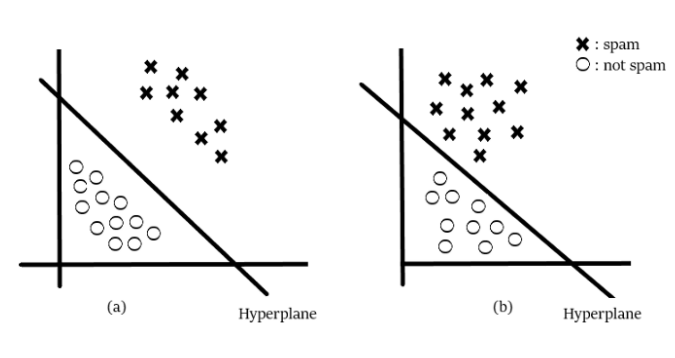 ✖ : spam
○ : not spam
(a)
Hyperplane
(b)
Hyperplane